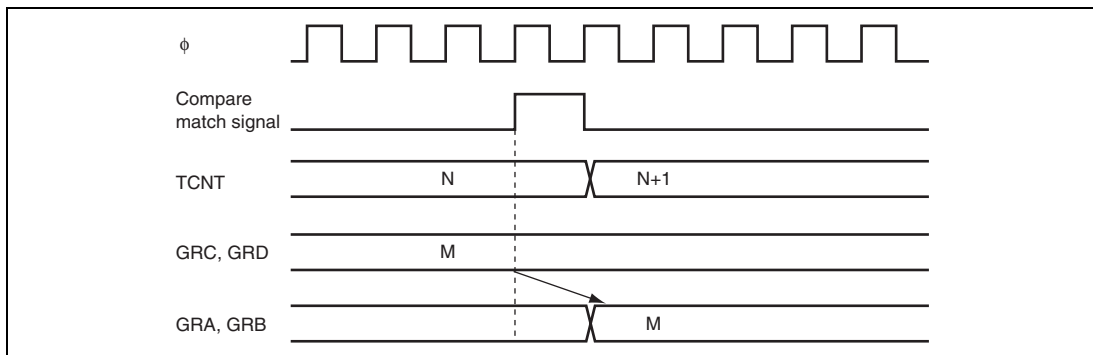 ϕ
Compare
match signal
TCNT N N+1
GRC, GRD M
GRA, GRB M